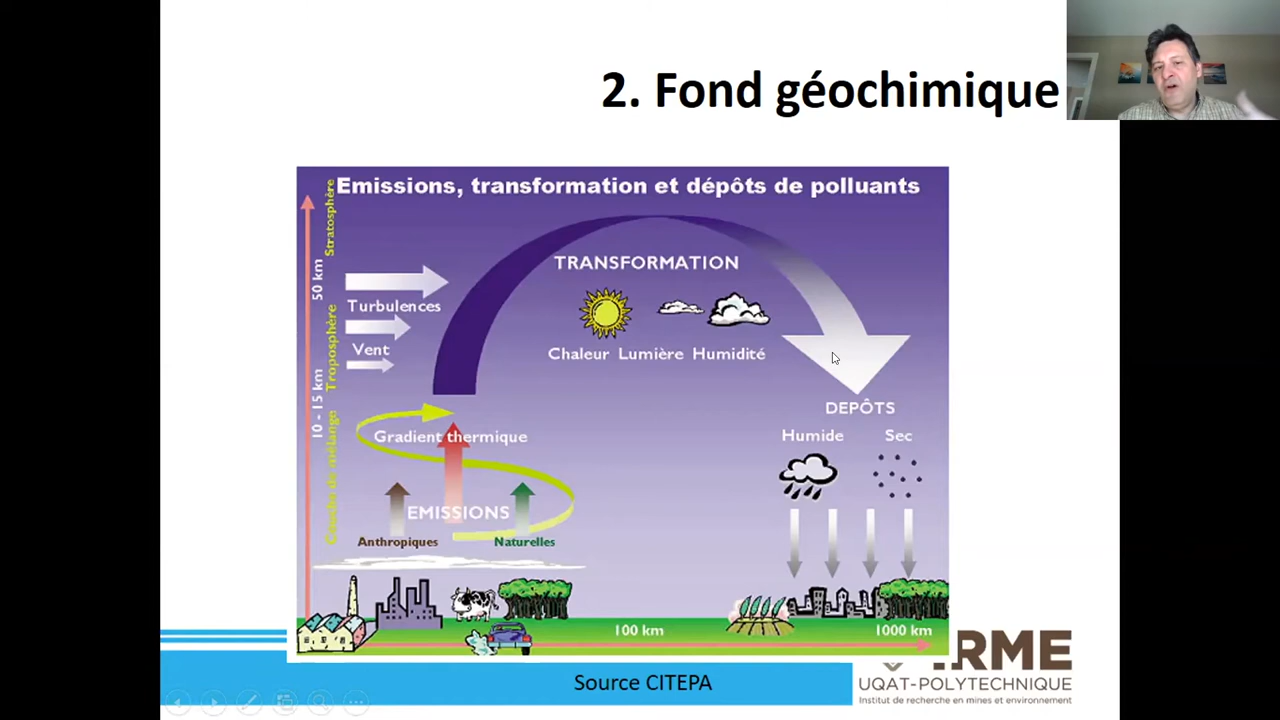 2. Fond géochimique
Emissions, transformation et dépôts de polluants
Stratosphère
50 km
Troposphère
10 - 15 km
Couche de mélange
Turbulences
Vent
TRANSFORMATION
Chaleur Lumière Humidité
Gradient thermique
EMISSIONS
Anthropiques
Naturelles
DEPÔTS
Humide
Sec
100 km
1000 km
Source CITEPA
IRME
UQAT-POLYTECHNIQUE
Institut de recherche en mines et environnement